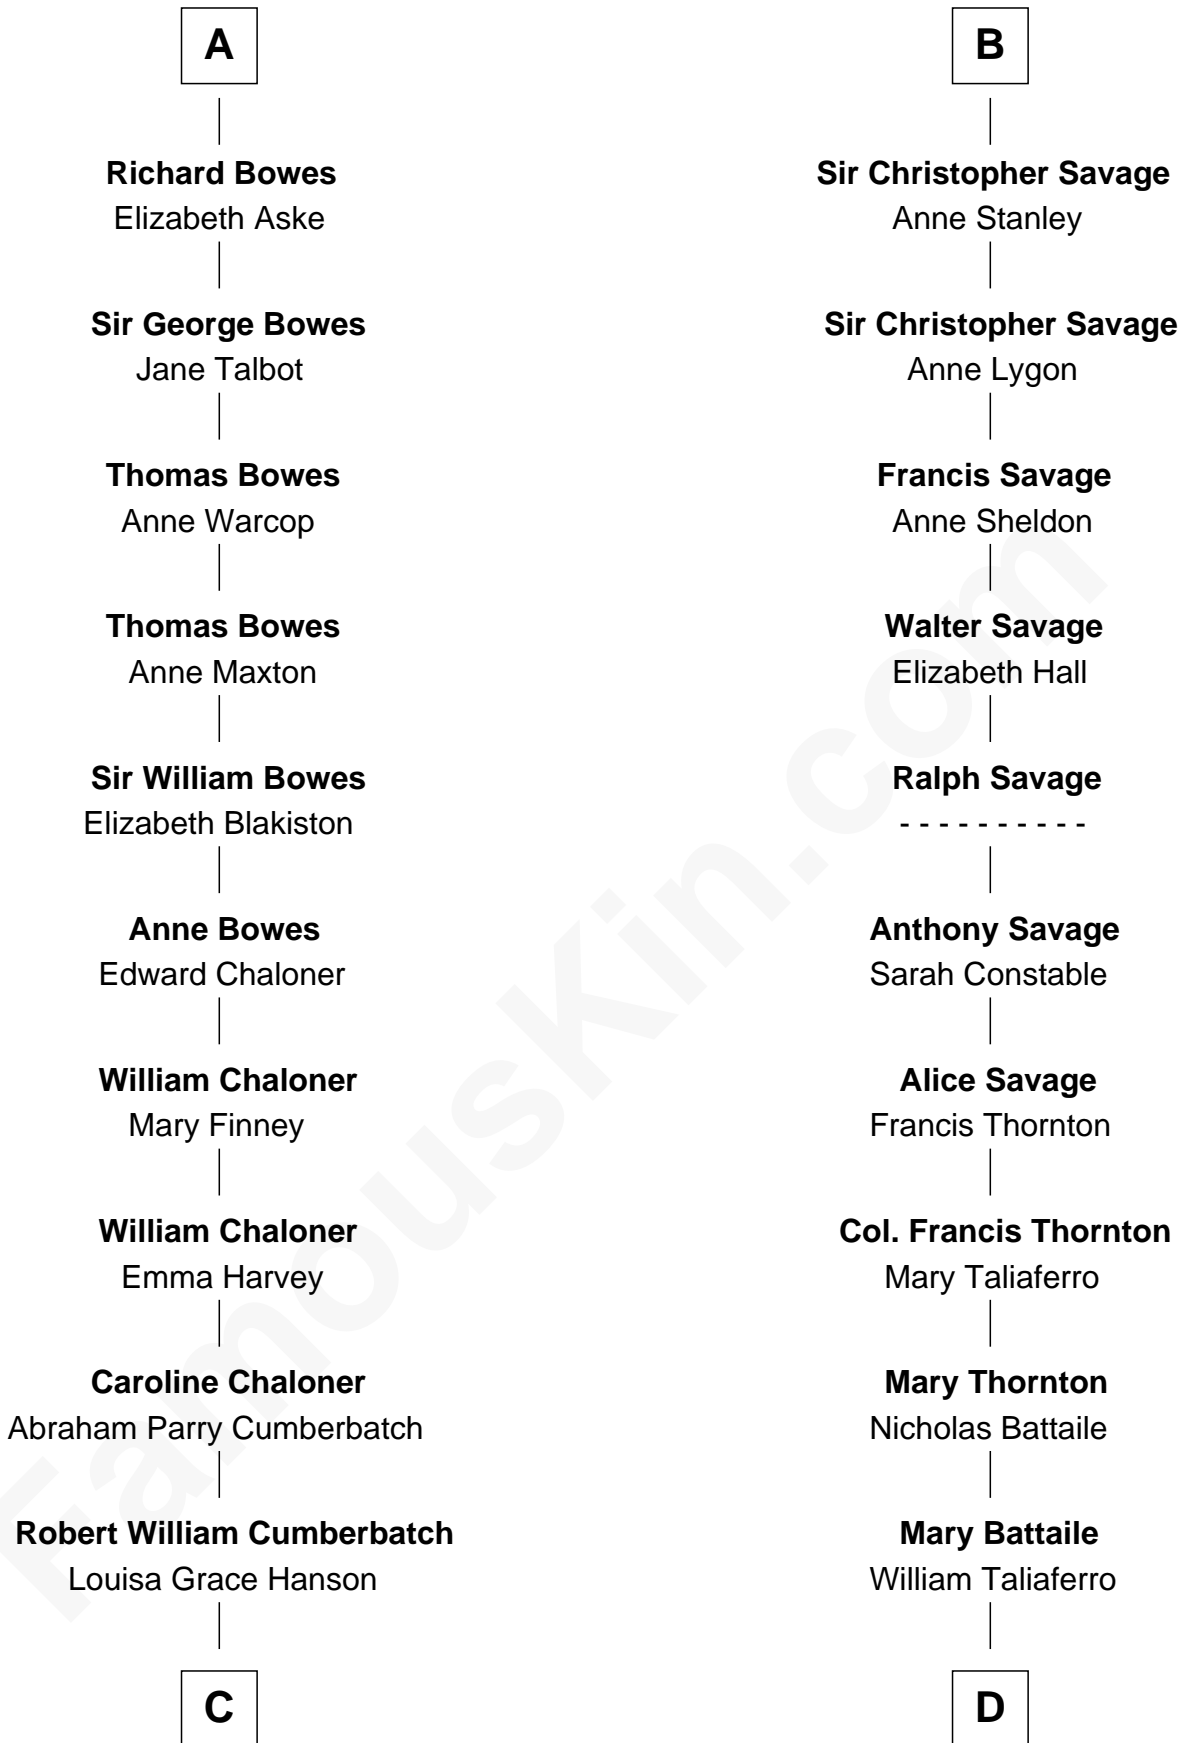 A
Richard Bowes
Elizabeth Aske
Sir George Bowes
Jane Talbot
Thomas Bowes
Anne Warcop
Thomas Bowes
Anne Maxton
Sir William Bowes
Elizabeth Blakiston
Anne Bowes
Edward Chaloner
William Chaloner
Mary Finney
William Chaloner
Emma Harvey
Caroline Chaloner
Abraham Parry Cumberbatch
Robert William Cumberbatch
Louisa Grace Hanson
C
B
Sir Christopher Savage
Anne Stanley
Sir Christopher Savage
Anne Lygon
Francis Savage
Anne Sheldon
Walter Savage
Elizabeth Hall
Ralph Savage
- - - - - - - - - -
Anthony Savage
Sarah Constable
Alice Savage
Francis Thornton
Col. Francis Thornton
Mary Taliaferro
Mary Thornton
Nicholas Battaile
Mary Battaile
William Taliaferro
D
FamousKin.com